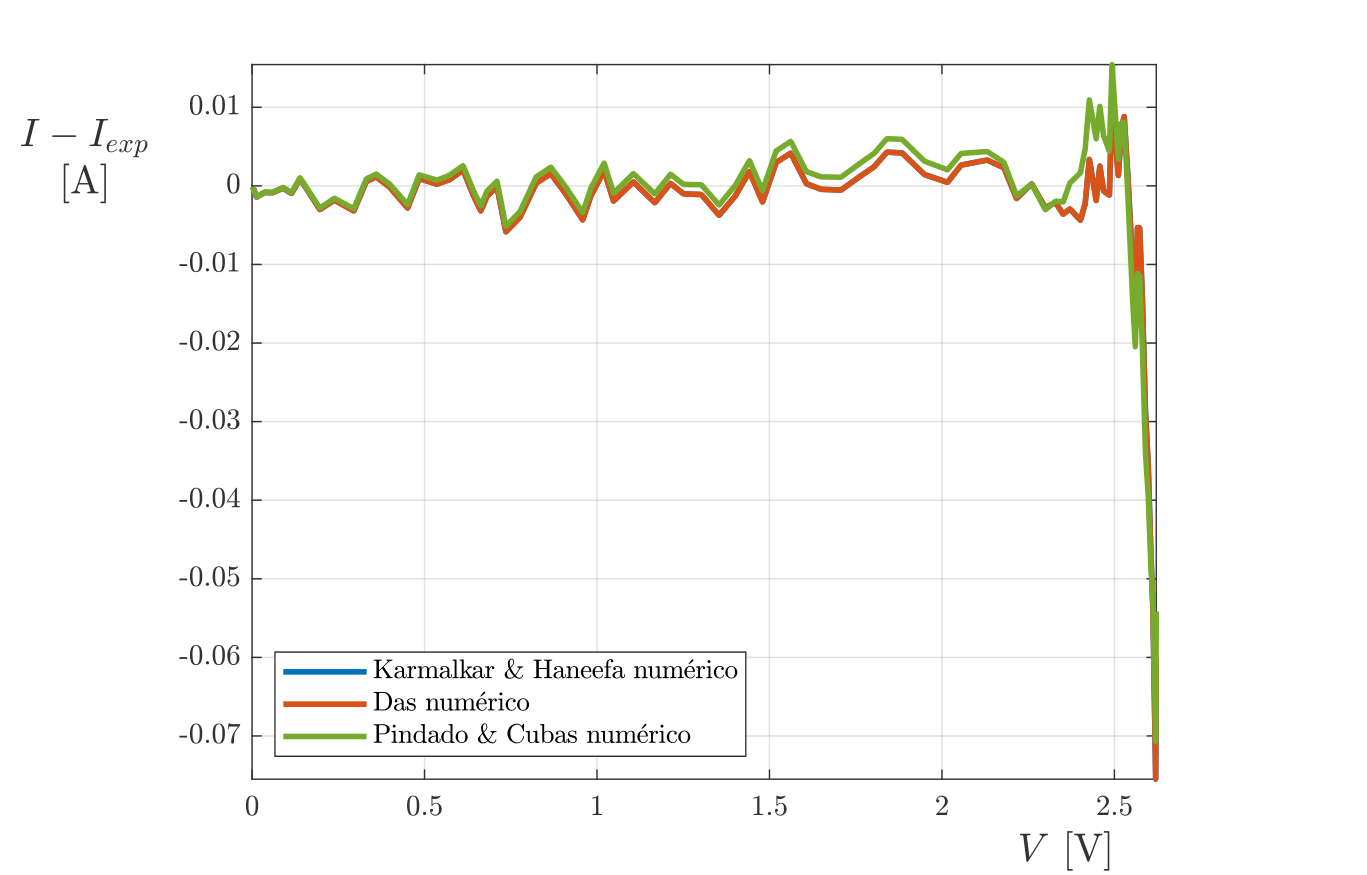 I − I_exp
[A]
0.01
0
-0.01
-0.02
-0.03
-0.04
-0.05
-0.06
-0.07
Karmalkar & Haneefa numérico
Das numérico
Pindado & Cubas numérico
0 0.5 1 1.5 2 2.5
V [V]